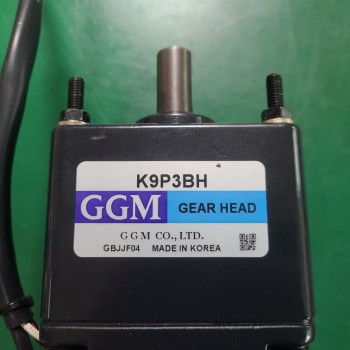 K9P3BH
GGM GEAR HEAD
GGM CO., LTD.
GBJJF04 MADE IN KOREA